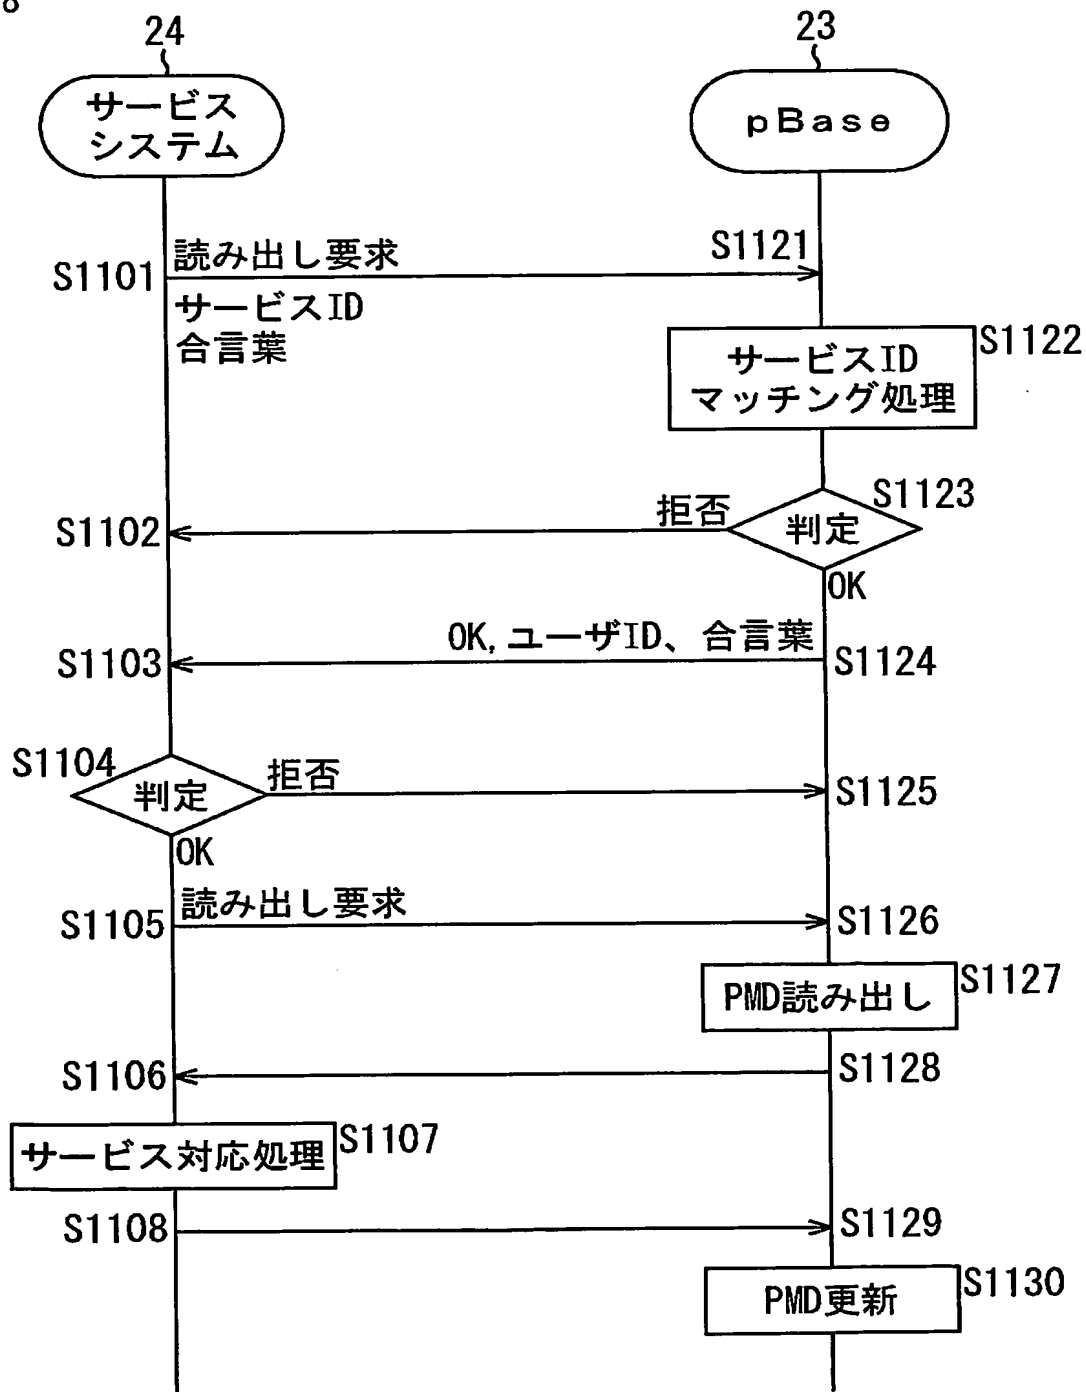 24
23
サービス
システム
pBase
読み出し要求
S1121
S1101
サービスID
合言葉
S1122
サービスID
マッチング処理
S1123
拒否
判定
S1102
OK
OK,ユーザID、合言葉
S1103
S1124
S1104
判定
拒否
S1125
OK
読み出し要求
S1105
S1126
S1127
PMD読み出し
S1106
S1128
サービス対応処理
S1107
S1108
S1129
S1130
PMD更新